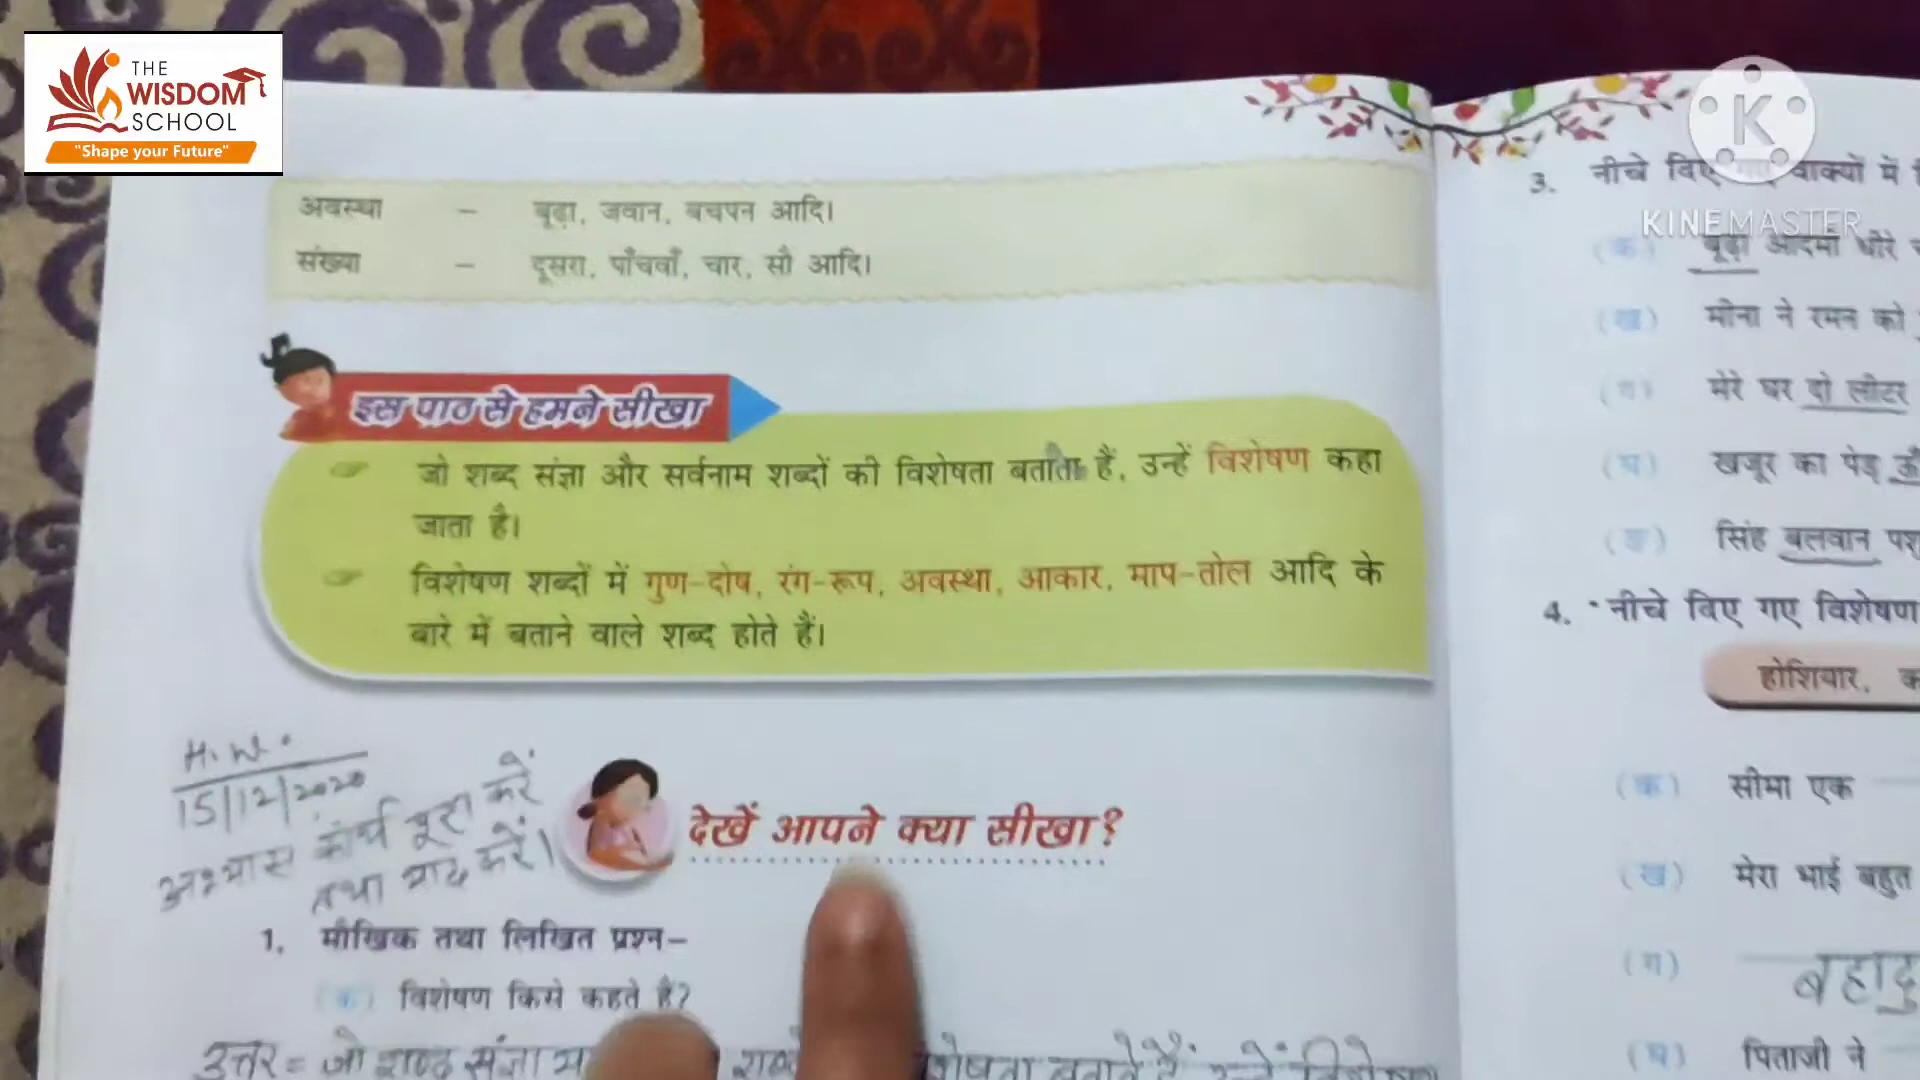 THE
WISDOM
SCHOOL
"Shape your Future"
K
KINEMASTER
अवस्था – बूढ़ा, जवान, बचपन आदि।
संख्या – दूसरा, पाँचवाँ, चार, सौ आदि।
इस पाठ से हमने सीखा
जो शब्द संज्ञा और सर्वनाम शब्दों की विशेषता बताते हैं, उन्हें विशेषण कहा
जाता है।
विशेषण शब्दों में गुण-दोष, रंग-रूप, अवस्था, आकार, माप-तोल आदि के
बारे में बताने वाले शब्द होते हैं।
H.W.
15/12/2020
अभ्यास कार्य पूरा करें
तथा याद करें।
देखें आपने क्या सीखा?
1. मौखिक तथा लिखित प्रश्न–
(क) विशेषण किसे कहते हैं?
उत्तर = जो शब्द संज्ञा
3. नीचे दिए गए वाक्यों में
(क) बूढ़ा आदमी धीरे
(ख) मीना ने रमन को
(ग) मेरे घर दो लीटर
(घ) खजूर का पेड़
(ङ) सिंह बलवान
4. नीचे दिए गए विशेषण
होशियार,
(क) सीमा एक
(ख) मेरा भाई बहुत
(ग)
(घ) पिताजी ने